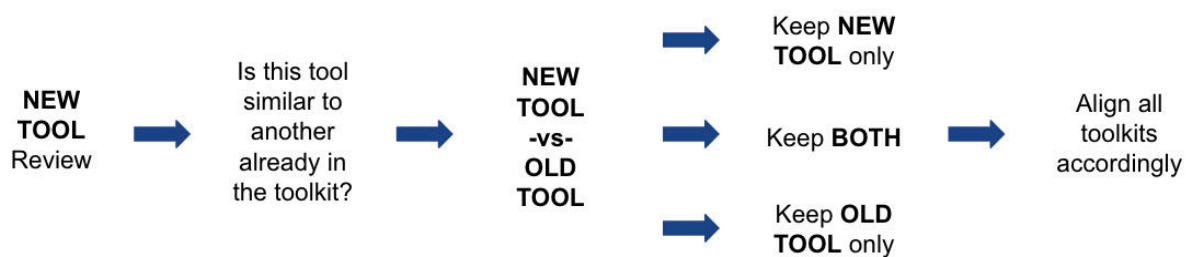 NEW
TOOL
Review
Is this tool
similar to
another
already in
the toolkit?
NEW
TOOL
-vs-
OLD
TOOL
Keep NEW
TOOL only
Keep BOTH
Keep OLD
TOOL only
Align all
toolkits
accordingly